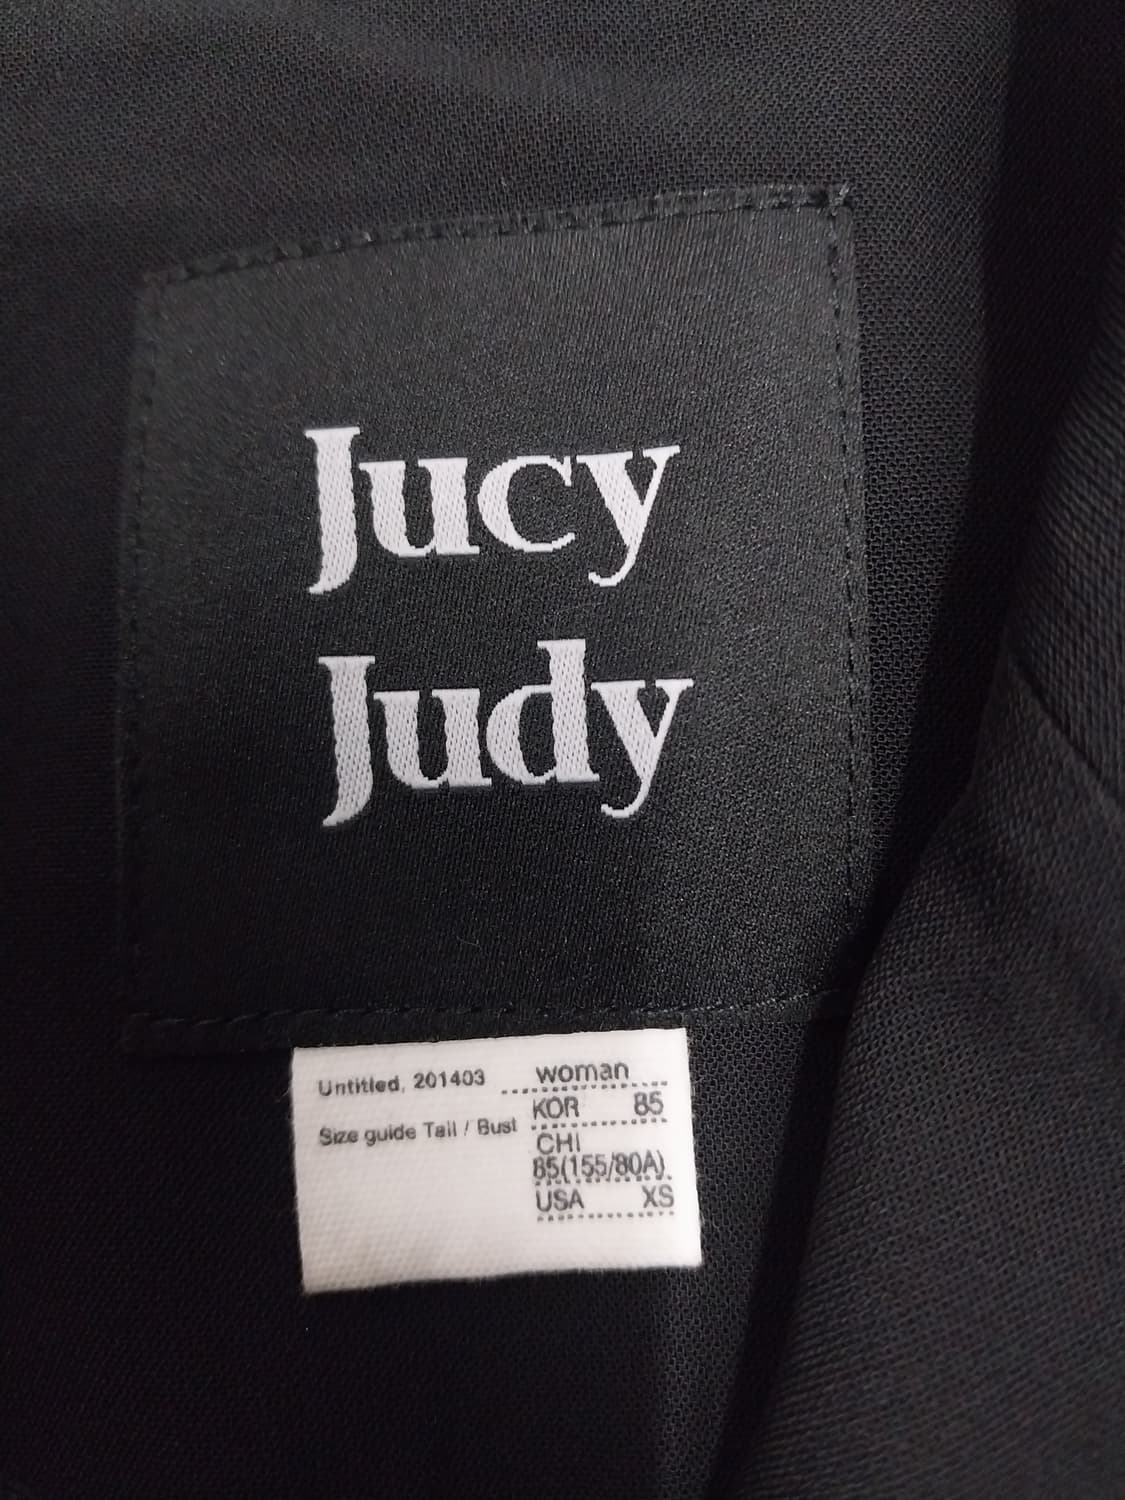 Jucy
Judy
Untitled, 201403
Size guide Tall / Bust
woman
KOR 85
CHI
85(155/80A)
USA XS